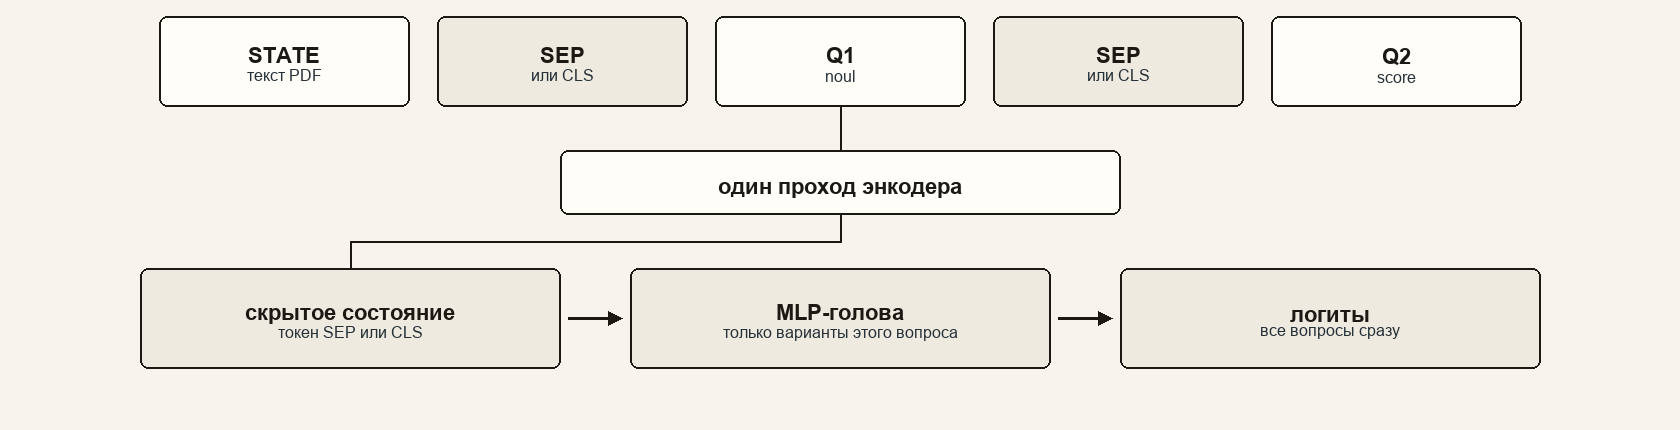 STATE
текст PDF
SEP
или CLS
Q1
noul
SEP
или CLS
Q2
score
один проход энкодера
скрытое состояние
токен SEP или CLS
MLP-голова
только варианты этого вопроса
логиты
все вопросы сразу